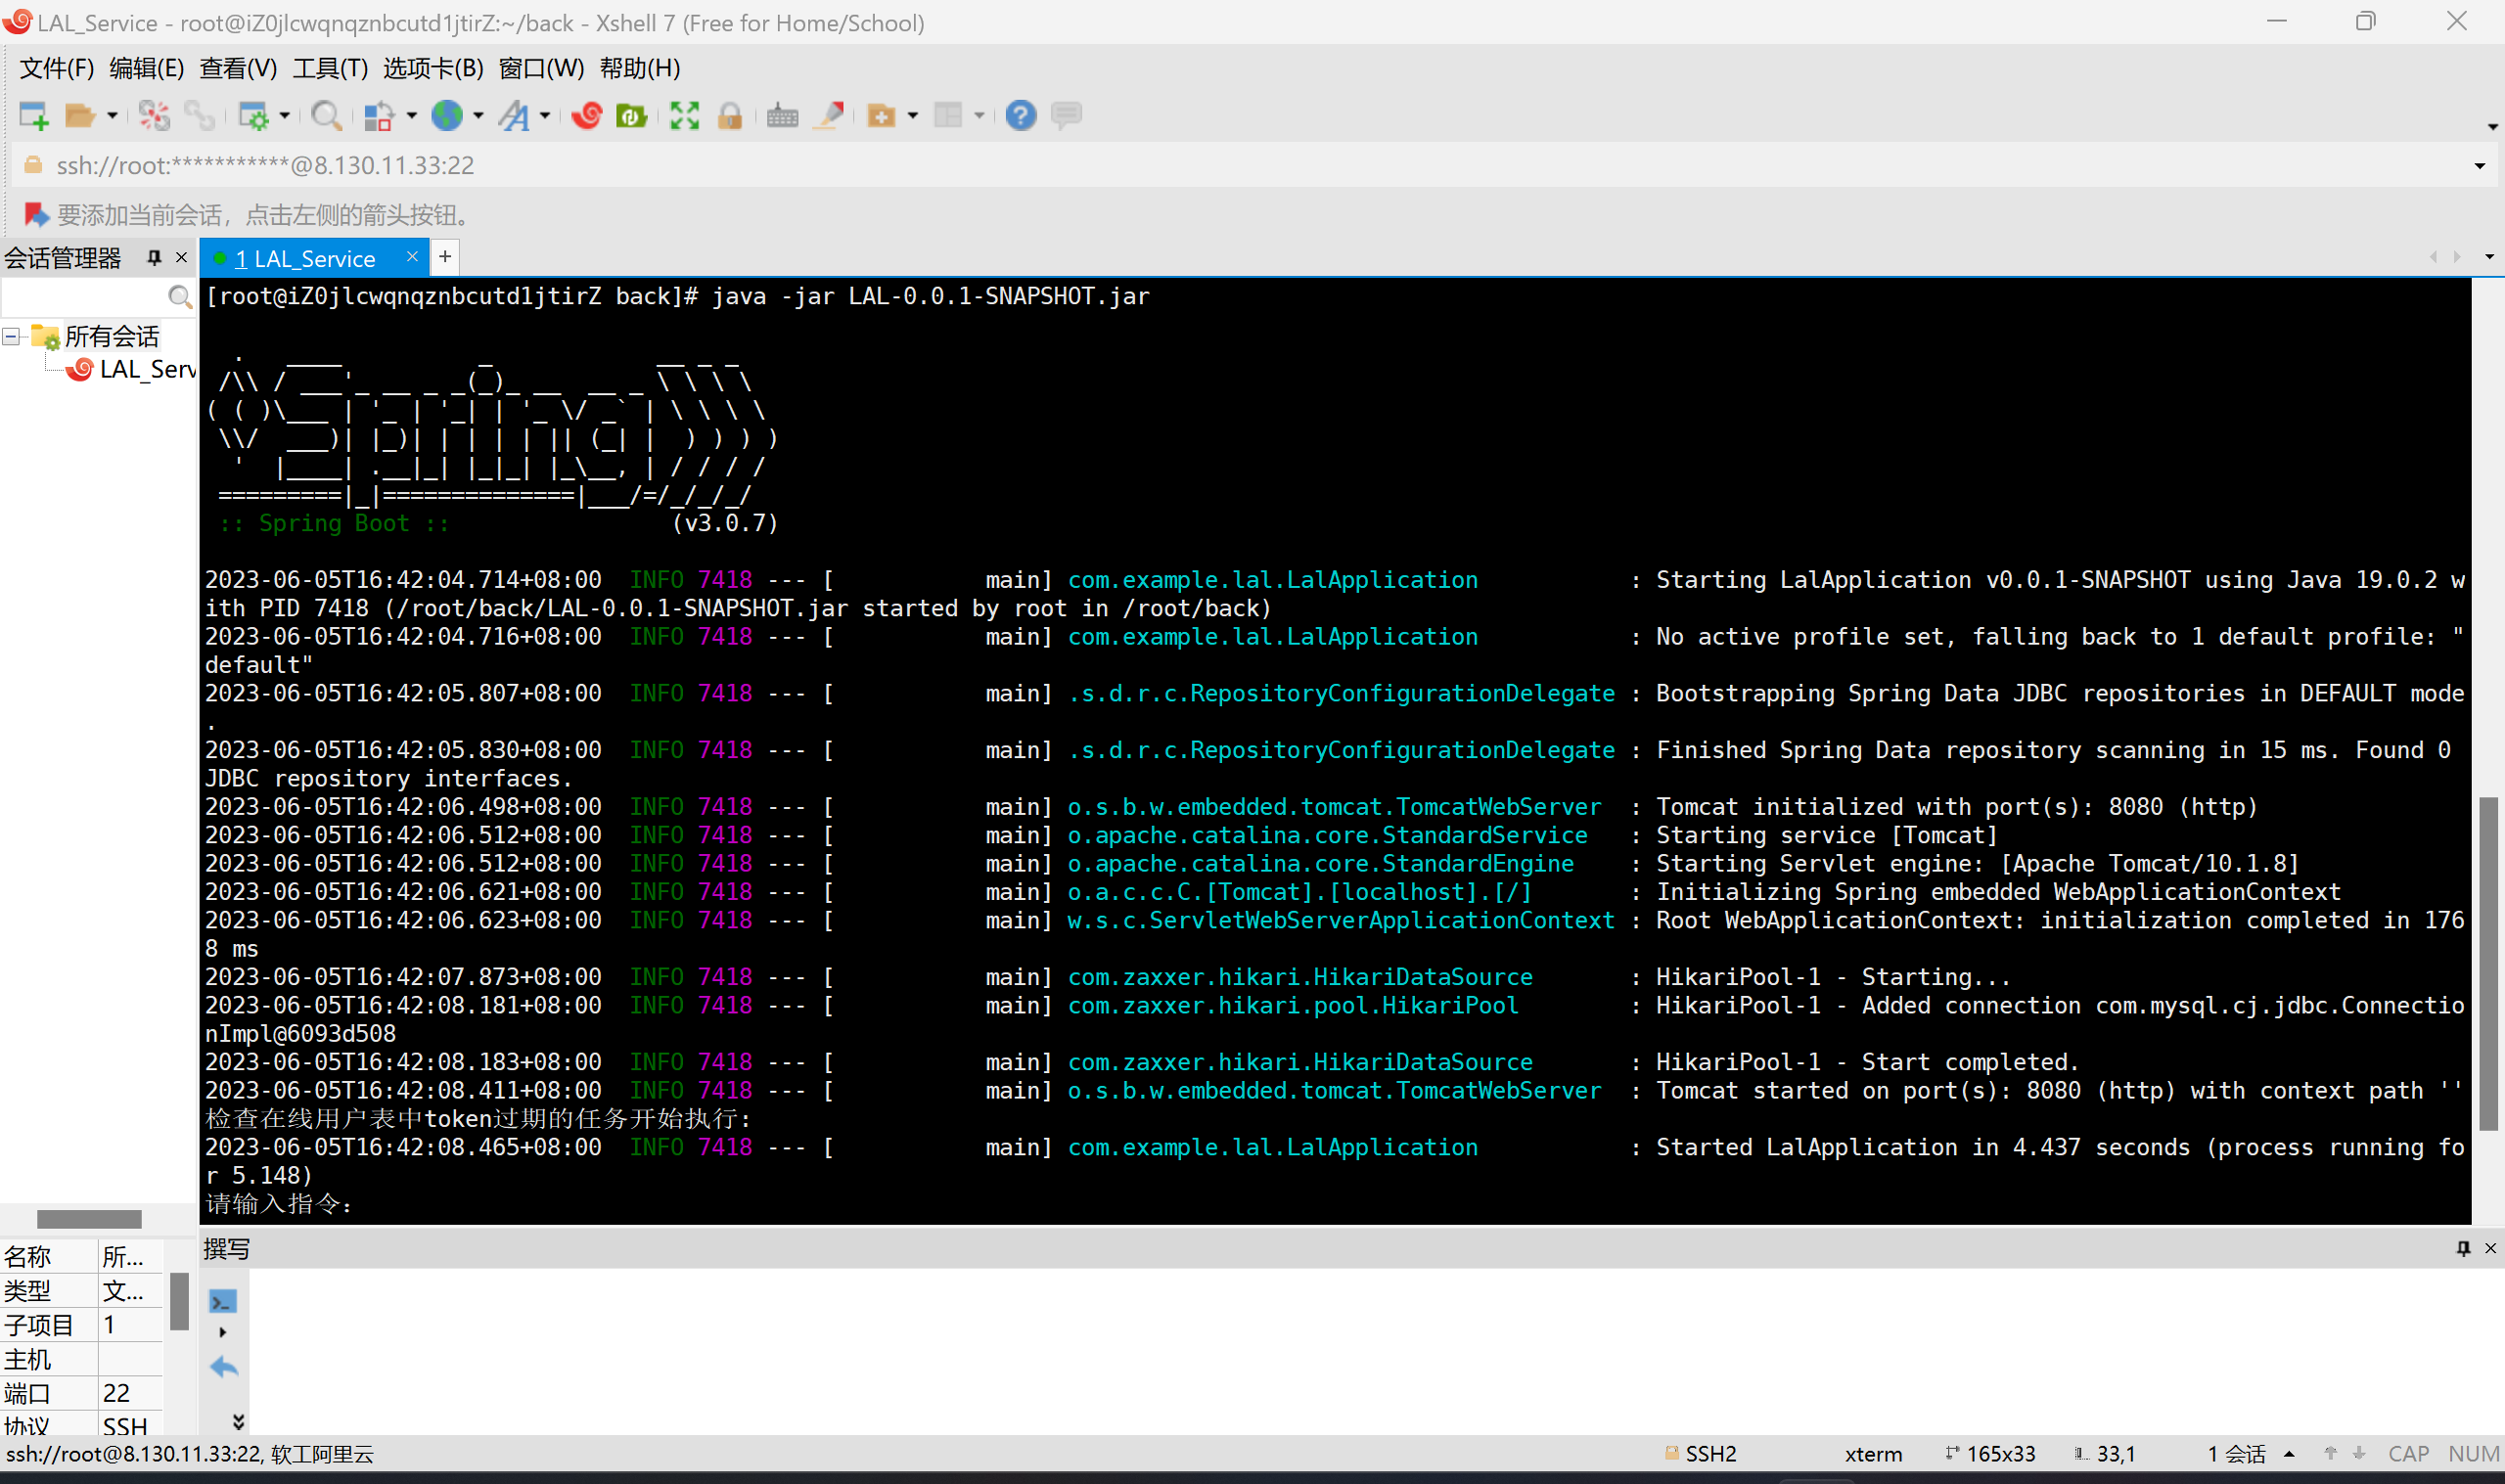 LAL_Service - root@iZ0jlcwqnqznbcutd1jtirZ:~/back - Xshell 7 (Free for Home/School)
文件(F) 编辑(E) 查看(V) 工具(T) 选项卡(B) 窗口(W) 帮助(H)
ssh://root:***********@8.130.11.33:22
要添加当前会话，点击左侧的箭头按钮。
会话管理器
1 LAL_Service
所有会话
LAL_Serv
[root@iZ0jlcwqnqznbcutd1jtirZ back]# java -jar LAL-0.0.1-SNAPSHOT.jar
Spring
:: Spring Boot :: (v3.0.7)
2023-06-05T16:42:04.714+08:00 INFO 7418 --- [ main] com.example.lal.LalApplication : Starting LalApplication v0.0.1-SNAPSHOT using Java 19.0.2 w
ith PID 7418 (/root/back/LAL-0.0.1-SNAPSHOT.jar started by root in /root/back)
2023-06-05T16:42:04.716+08:00 INFO 7418 --- [ main] com.example.lal.LalApplication : No active profile set, falling back to 1 default profile: "
default"
2023-06-05T16:42:05.807+08:00 INFO 7418 --- [ main] .s.d.r.c.RepositoryConfigurationDelegate : Bootstrapping Spring Data JDBC repositories in DEFAULT mode
.
2023-06-05T16:42:05.830+08:00 INFO 7418 --- [ main] .s.d.r.c.RepositoryConfigurationDelegate : Finished Spring Data repository scanning in 15 ms. Found 0
JDBC repository interfaces.
2023-06-05T16:42:06.498+08:00 INFO 7418 --- [ main] o.s.b.w.embedded.tomcat.TomcatWebServer : Tomcat initialized with port(s): 8080 (http)
2023-06-05T16:42:06.512+08:00 INFO 7418 --- [ main] o.apache.catalina.core.StandardService : Starting service [Tomcat]
2023-06-05T16:42:06.512+08:00 INFO 7418 --- [ main] o.apache.catalina.core.StandardEngine : Starting Servlet engine: [Apache Tomcat/10.1.8]
2023-06-05T16:42:06.621+08:00 INFO 7418 --- [ main] o.a.c.c.C.[Tomcat].[localhost].[/] : Initializing Spring embedded WebApplicationContext
2023-06-05T16:42:06.623+08:00 INFO 7418 --- [ main] w.s.c.ServletWebServerApplicationContext : Root WebApplicationContext: initialization completed in 176
8 ms
2023-06-05T16:42:07.873+08:00 INFO 7418 --- [ main] com.zaxxer.hikari.HikariDataSource : HikariPool-1 - Starting...
2023-06-05T16:42:08.181+08:00 INFO 7418 --- [ main] com.zaxxer.hikari.pool.HikariPool : HikariPool-1 - Added connection com.mysql.cj.jdbc.Connectio
nImpl@6093d508
2023-06-05T16:42:08.183+08:00 INFO 7418 --- [ main] com.zaxxer.hikari.HikariDataSource : HikariPool-1 - Start completed.
2023-06-05T16:42:08.411+08:00 INFO 7418 --- [ main] o.s.b.w.embedded.tomcat.TomcatWebServer : Tomcat started on port(s): 8080 (http) with context path ''
检查在线用户表中token过期的任务开始执行:
2023-06-05T16:42:08.465+08:00 INFO 7418 --- [ main] com.example.lal.LalApplication : Started LalApplication in 4.437 seconds (process running fo
r 5.148)
请输入指令：
撰写
名称 所...
类型 文...
子项目 1
主机
端口 22
协议 SSH
ssh://root@8.130.11.33:22, 软工阿里云 SSH2 xterm 165x33 33,1 1 会话 CAP NUM